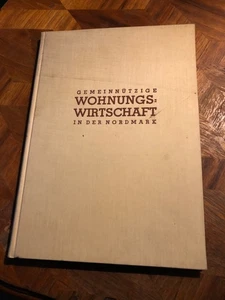 GEMEINNÜTZIGE
WOHNUNGS=
WIRTSCHAFT
IN DER NORDMARK